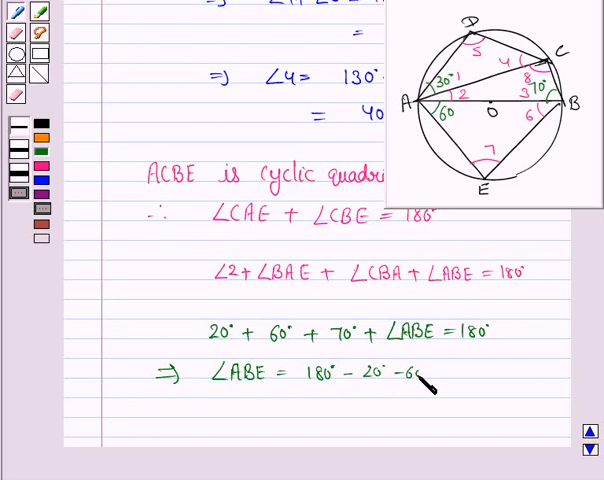 =
⇒ ∠4 = 130°
= 40
ACBE is cyclic quadri
∴ ∠CAE + ∠CBE = 180°
∠2 + ∠BAE + ∠CBA + ∠ABE = 180°
20° + 60° + 70° + ∠ABE = 180°
⇒ ∠ABE = 180° - 20° - 6
D
5
C
4
8
30° 1
70°
A
2
3
B
60
O
6
7
E